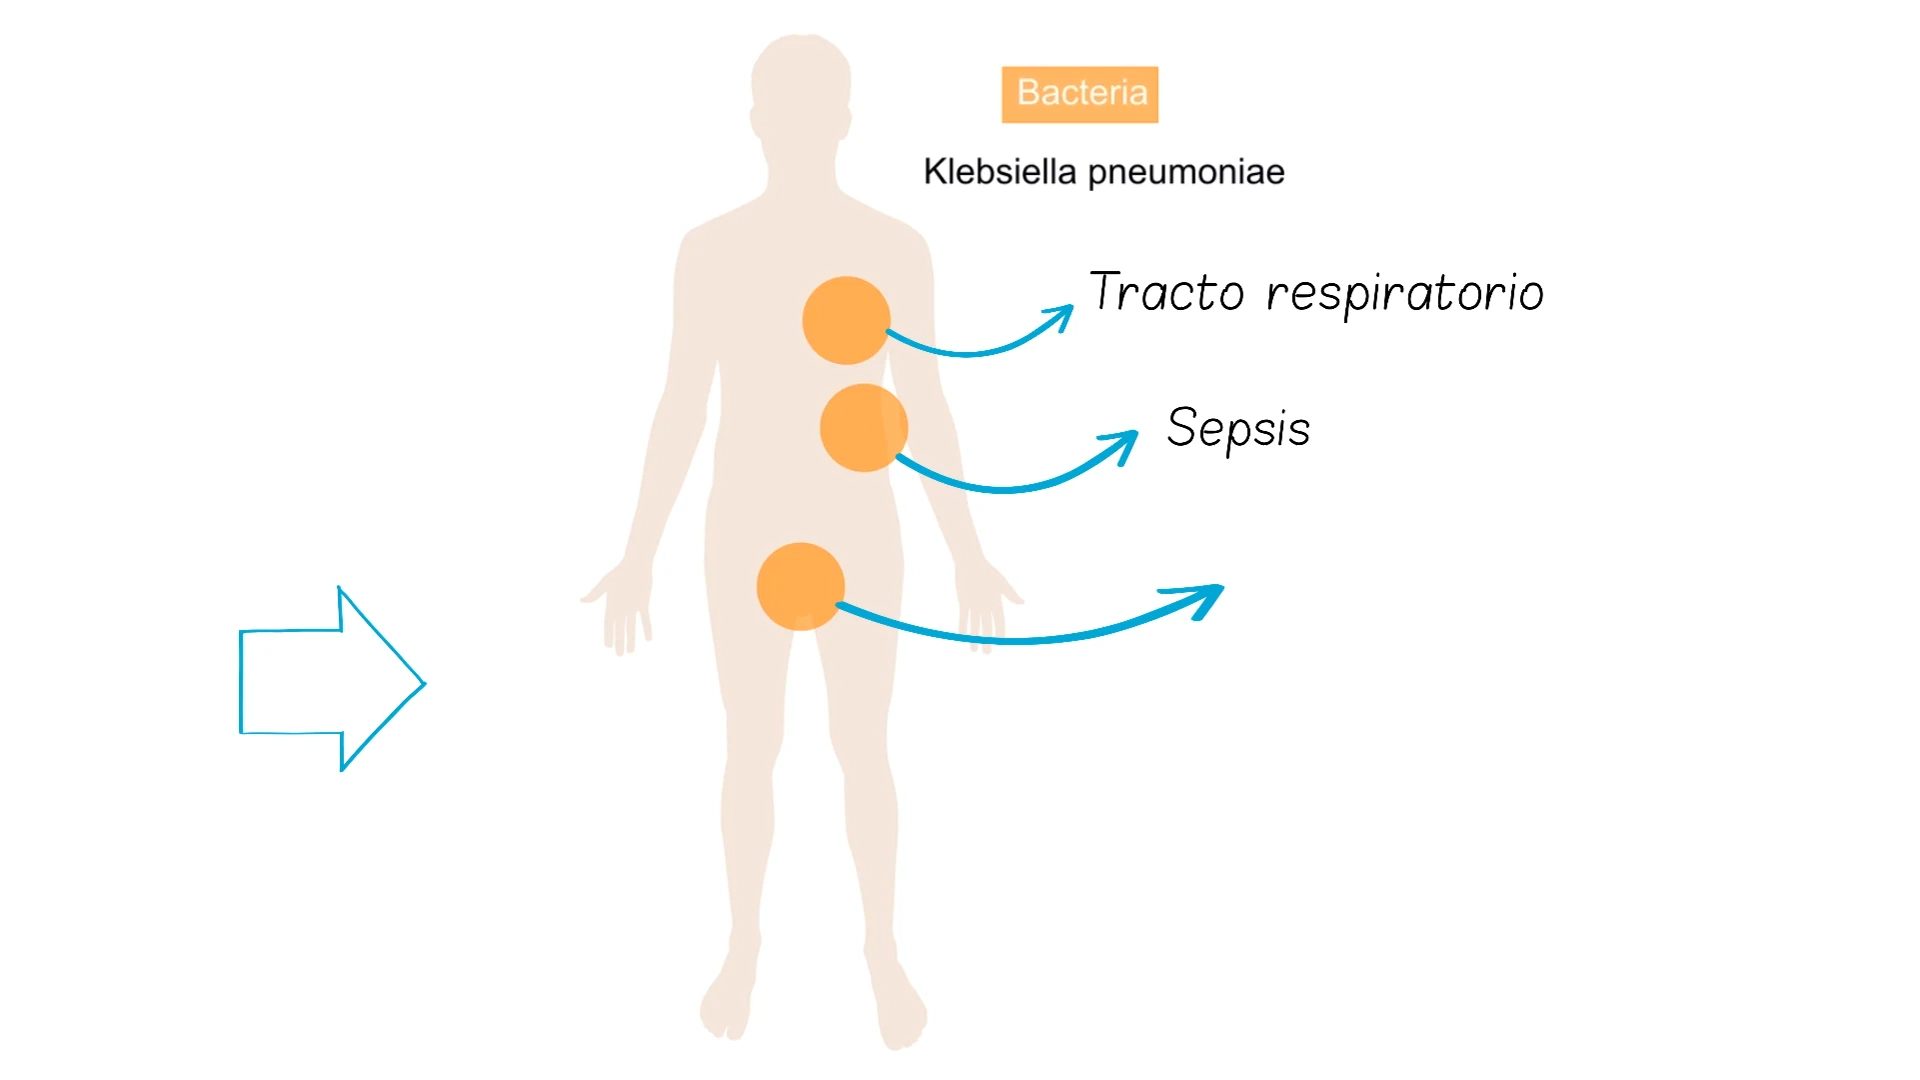 Bacteria
Klebsiella pneumoniae
Tracto respiratorio
Sepsis